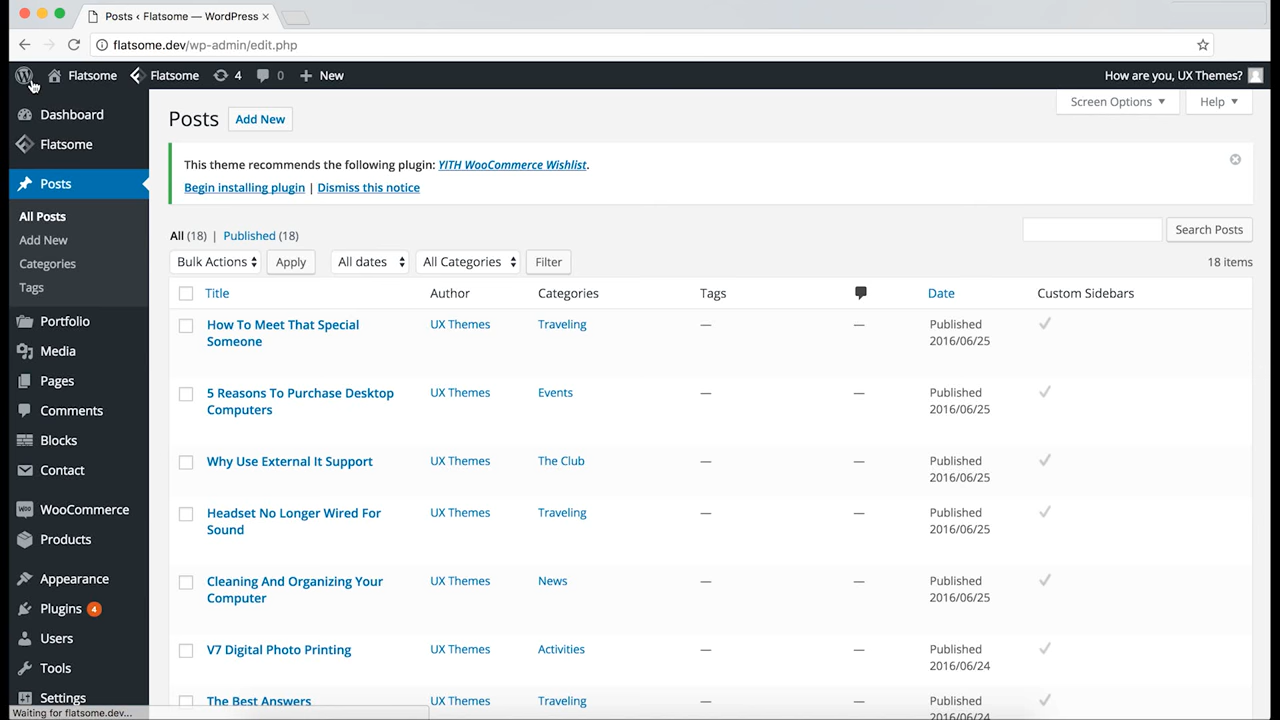 Posts ‹ Flatsome — WordPress ×
flatsome.dev/wp-admin/edit.php
Flatsome Flatsome 4 0 + New How are you, UX Themes?
Screen Options Help
Dashboard
Flatsome
Posts
All Posts
Add New
Categories
Tags
Portfolio
Media
Pages
Comments
Blocks
Contact
WooCommerce
Products
Appearance
Plugins 4
Users
Tools
Settings
Waiting for flatsome.dev...
Posts Add New
This theme recommends the following plugin: YITH WooCommerce Wishlist.
Begin installing plugin | Dismiss this notice
All (18) | Published (18) Search Posts
Bulk Actions Apply All dates All Categories Filter 18 items
Title Author Categories Tags Date Custom Sidebars
How To Meet That Special UX Themes Traveling — — Published
Someone 2016/06/25
5 Reasons To Purchase Desktop UX Themes Events — — Published
Computers 2016/06/25
Why Use External It Support UX Themes The Club — — Published
2016/06/25
Headset No Longer Wired For UX Themes Traveling — — Published
Sound 2016/06/25
Cleaning And Organizing Your UX Themes News — — Published
Computer 2016/06/25
V7 Digital Photo Printing UX Themes Activities — — Published
2016/06/24
The Best Answers UX Themes Traveling — — Published
2016/06/24